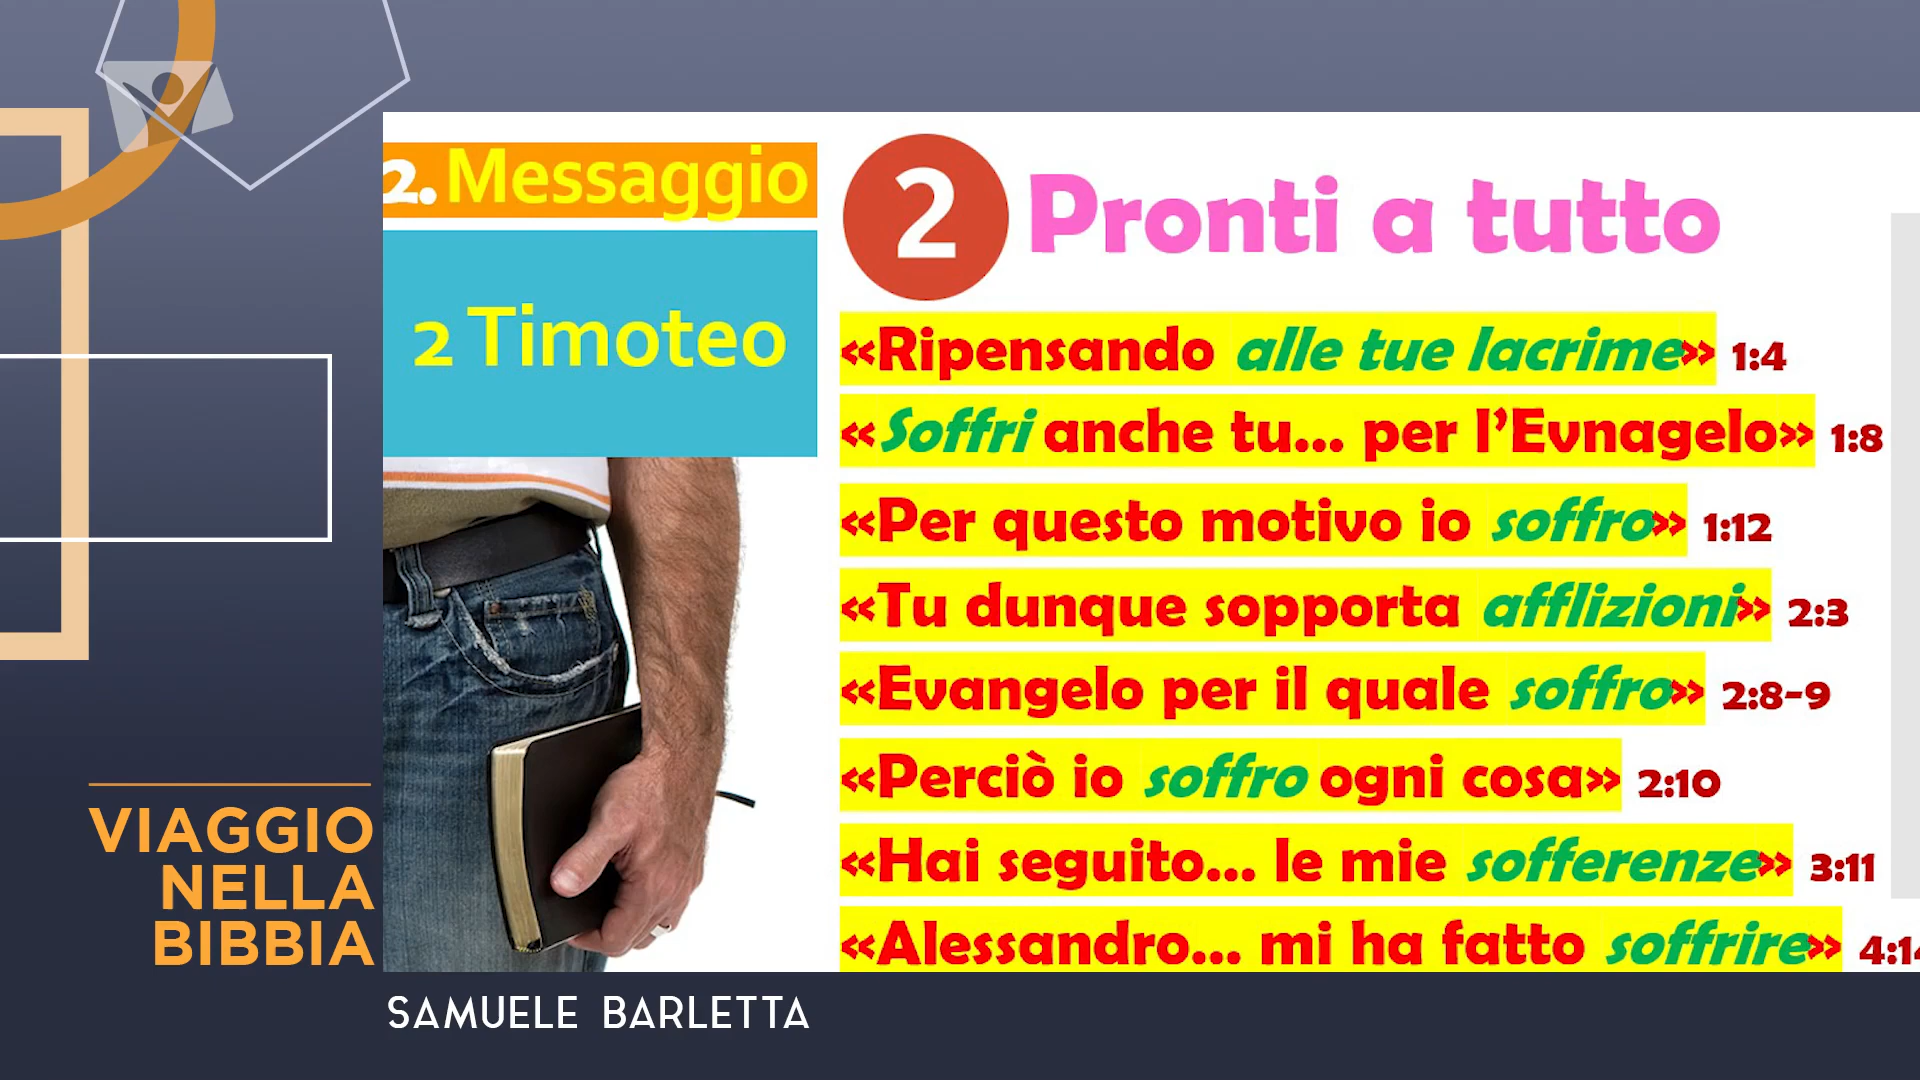 2. Messaggio
2 Timoteo
2 Pronti a tutto
«Ripensando alle tue lacrime» 1:4
«Soffri anche tu... per l’Evnagelo» 1:8
«Per questo motivo io soffro» 1:12
«Tu dunque sopporta afflizioni» 2:3
«Evangelo per il quale soffro» 2:8-9
«Perciò io soffro ogni cosa» 2:10
«Hai seguito... le mie sofferenze» 3:11
«Alessandro... mi ha fatto soffrire» 4:14
VIAGGIO
NELLA
BIBBIA
SAMUELE BARLETTA